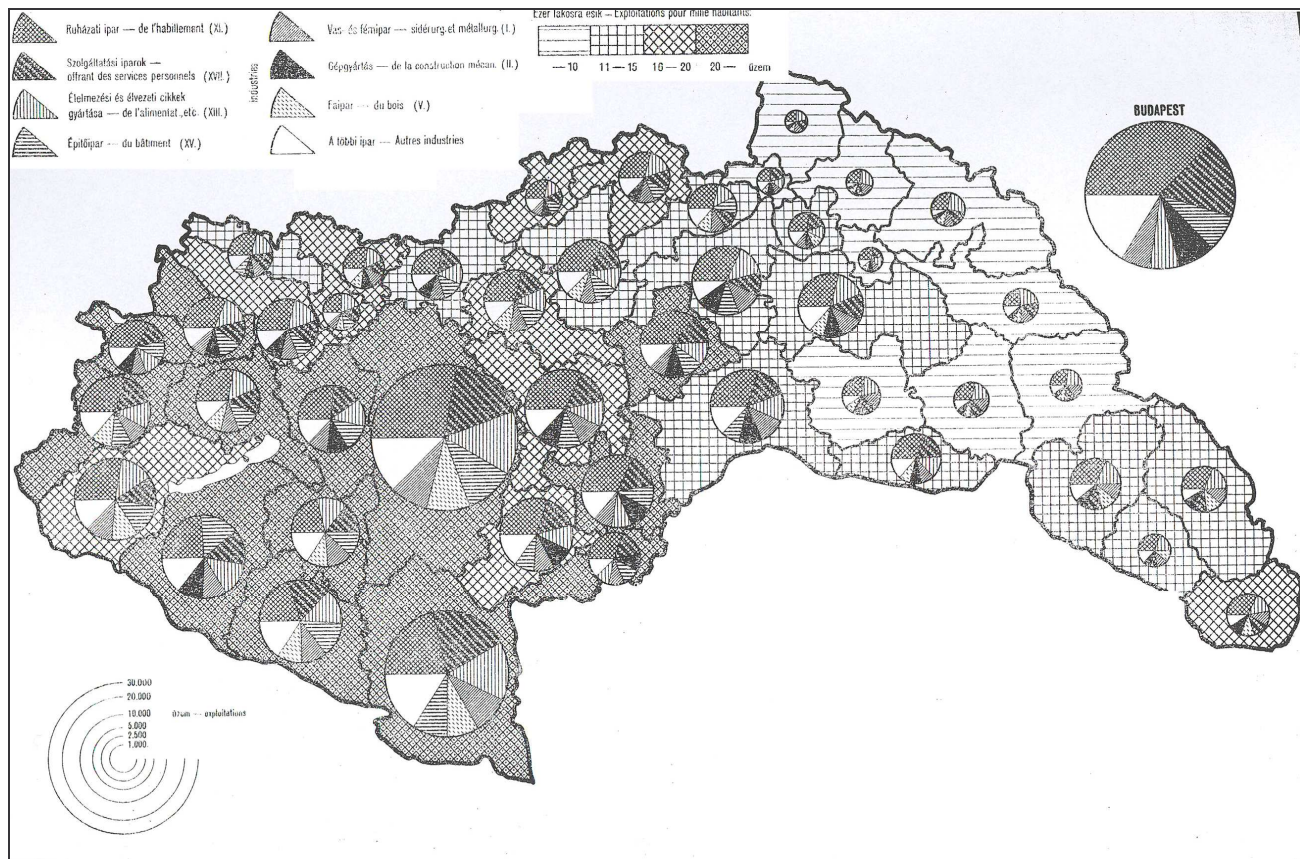 Ruházati ipar — de l'habillement (XI.)
Szolgáltatási iparok —
offrant des services personnels (XVII.)
Élelmezési és élvezeti cikkek
gyártása — de l'alimentat., etc. (XIII.)
Építőipar — du bâtiment (XV.)
industries
Vas- és fémipar — sidérurg. et métallurg. (I.)
Gépgyártás — de la construction mécan. (II.)
Faipar — du bois (V.)
A többi ipar — Autres industries
Ezer lakosra esik — Exploitations pour mille habitants:
—10 11—15 16—20 20— üzem
BUDAPEST
30.000
20.000
10.000 üzem — exploitations
5.000
2.500
1.000